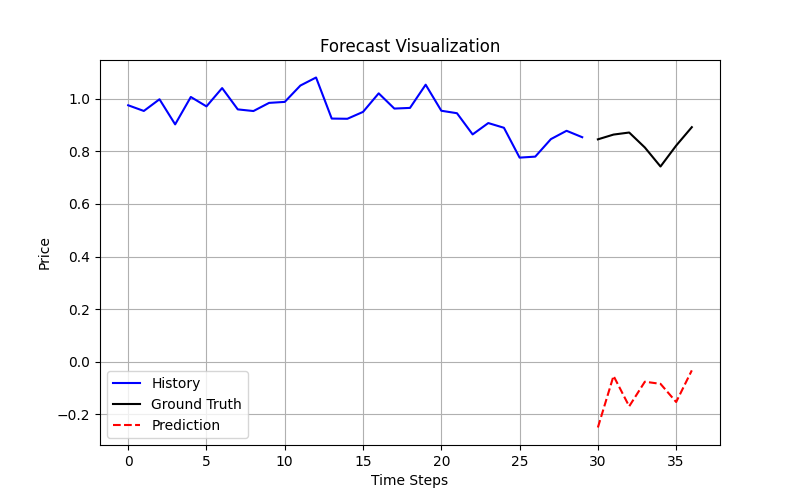 Forecast Visualization
Price
1.0
0.8
0.6
0.4
0.2
0.0
−0.2
History
Ground Truth
Prediction
0 5 10 15 20 25 30 35
Time Steps